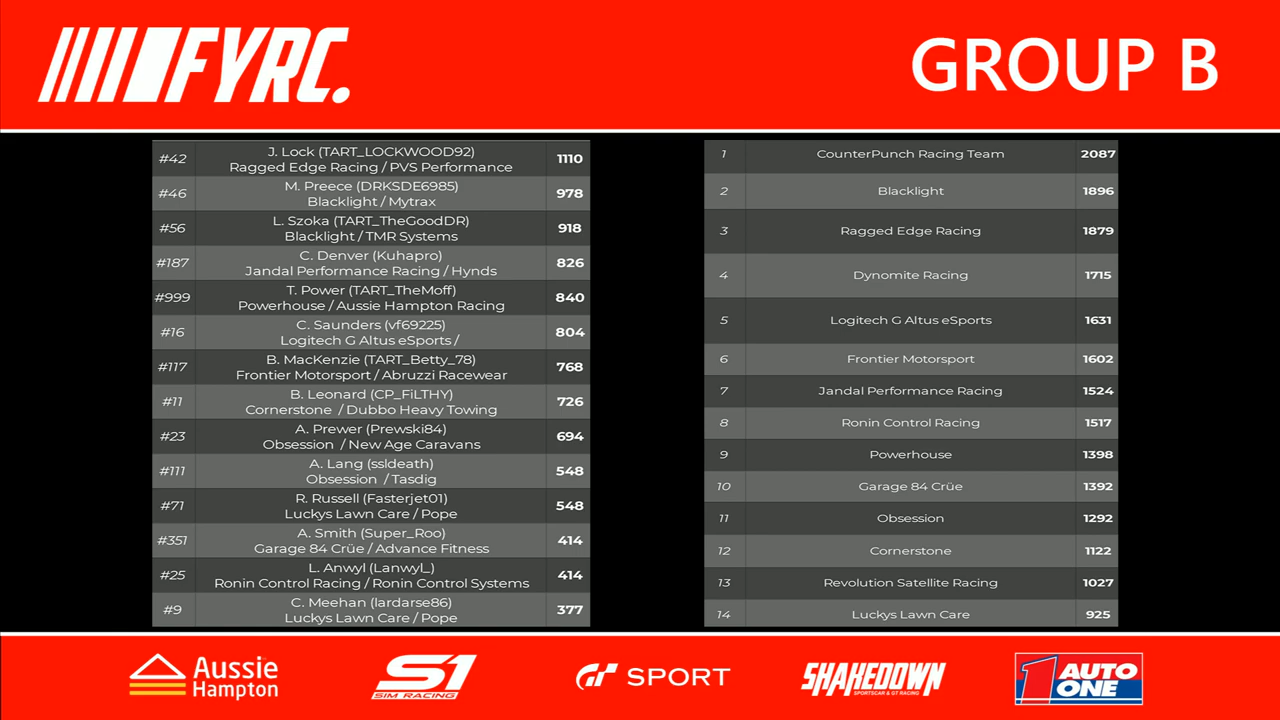 FYRC.
GROUP B
#42
J. Lock (TART_LOCKWOOD92)
Ragged Edge Racing / PVS Performance
1110
#46
M. Preece (DRKSDE6985)
Blacklight / Mytrax
978
#56
L. Szoka (TART_TheGoodDR)
Blacklight / TMR Systems
918
#187
C. Denver (Kuhapro)
Jandal Performance Racing / Hynds
826
#999
T. Power (TART_TheMoff)
Powerhouse / Aussie Hampton Racing
840
#16
C. Saunders (vf69225)
Logitech G Altus eSports /
804
#117
B. MacKenzie (TART_Betty_78)
Frontier Motorsport / Abruzzi Racewear
768
#11
B. Leonard (CP_FiLTHY)
Cornerstone / Dubbo Heavy Towing
726
#23
A. Prewer (Prewski84)
Obsession / New Age Caravans
694
#111
A. Lang (ssldeath)
Obsession / Tasdig
548
#71
R. Russell (Fasterjet01)
Luckys Lawn Care / Pope
548
#351
A. Smith (Super_Roo)
Garage 84 Crüe / Advance Fitness
414
#25
L. Anwyl (Lanwyl_)
Ronin Control Racing / Ronin Control Systems
414
#9
C. Meehan (lardarse86)
Luckys Lawn Care / Pope
377
1 CounterPunch Racing Team 2087
2 Blacklight 1896
3 Ragged Edge Racing 1879
4 Dynomite Racing 1715
5 Logitech G Altus eSports 1631
6 Frontier Motorsport 1602
7 Jandal Performance Racing 1524
8 Ronin Control Racing 1517
9 Powerhouse 1398
10 Garage 84 Crüe 1392
11 Obsession 1292
12 Cornerstone 1122
13 Revolution Satellite Racing 1027
14 Luckys Lawn Care 925
Aussie
Hampton
S1
SIM RACING
GT SPORT
SHAKEDOWN
SPORTSCAR & GT RACING
1 AUTO
ONE